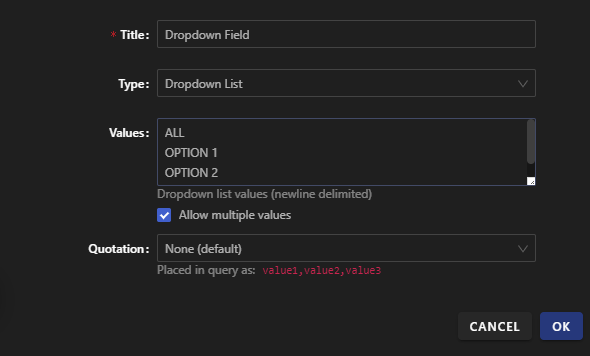 * Title: Dropdown Field
Type: Dropdown List
Values: ALL
OPTION 1
OPTION 2
Dropdown list values (newline delimited)
Allow multiple values
Quotation: None (default)
Placed in query as: value1,value2,value3
CANCEL OK